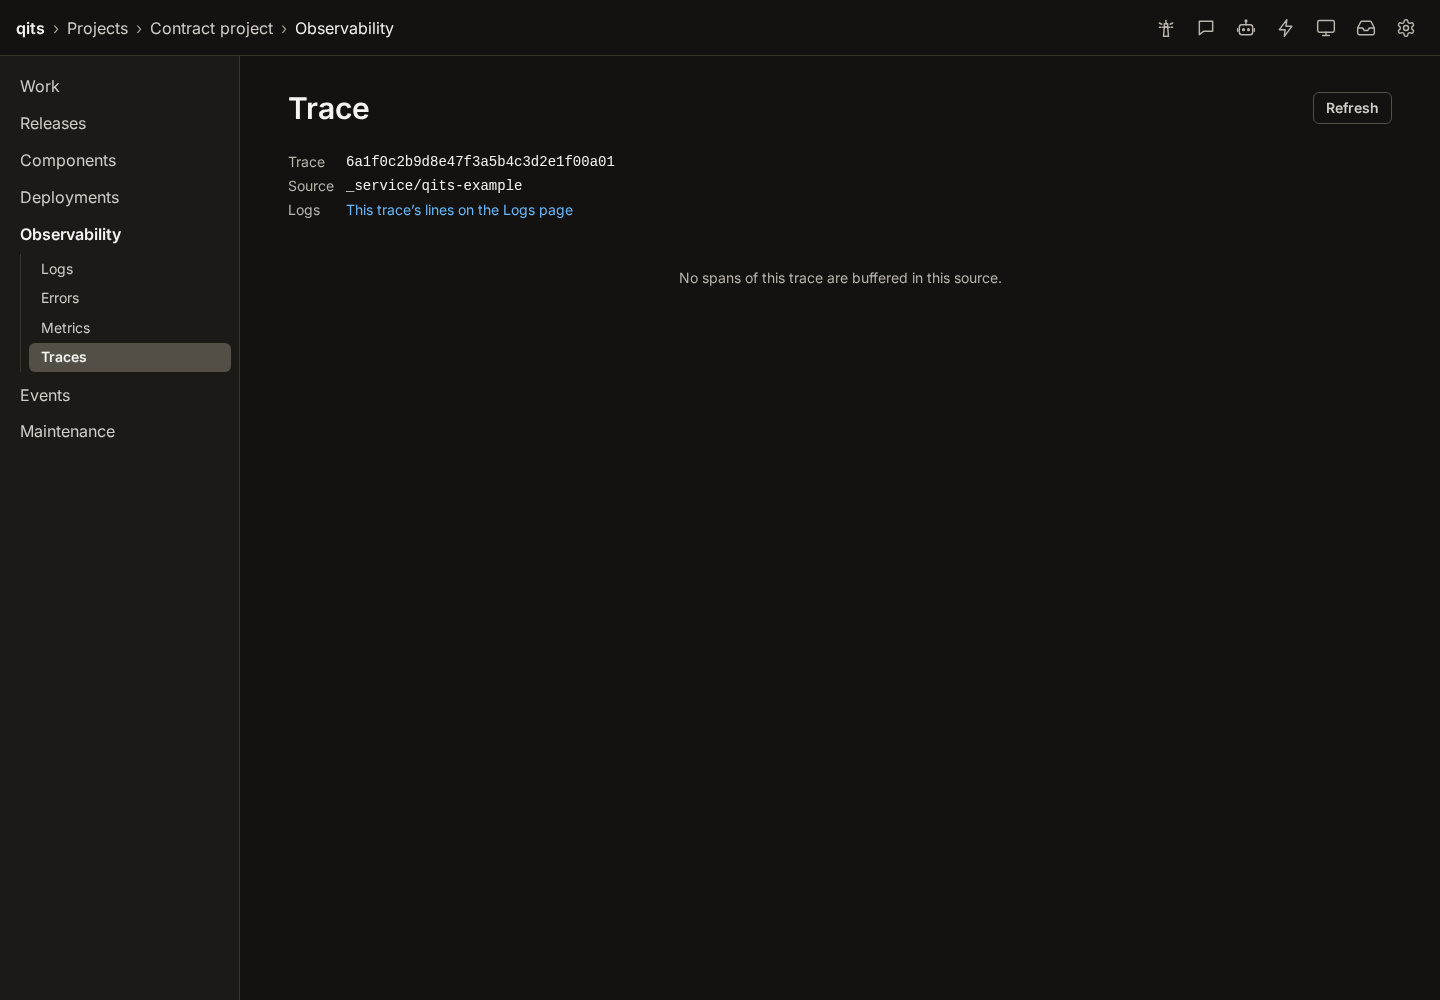 qits › Projects › Contract project › Observability
Work
Releases
Components
Deployments
Observability
Logs
Errors
Metrics
Traces
Events
Maintenance
Trace
Refresh
Trace 6a1f0c2b9d8e47f3a5b4c3d2e1f00a01
Source _service/qits-example
Logs This trace’s lines on the Logs page
No spans of this trace are buffered in this source.